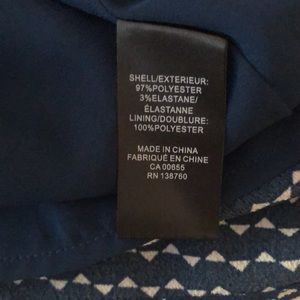 SHELL/EXTERIEUR:
97%POLYESTER
3%ELASTANE/
ÉLASTANNE
LINING/DOUBLURE:
100%POLYESTER
MADE IN CHINA
FABRIQUÉ EN CHINE
CA 00655
RN 138760